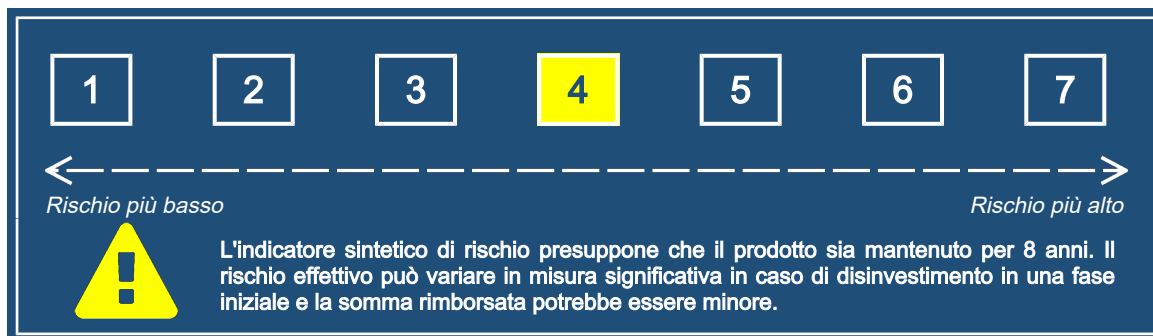 1 2 3 4 5 6 7
Rischio più basso Rischio più alto
L'indicatore sintetico di rischio presuppone che il prodotto sia mantenuto per 8 anni. Il
rischio effettivo può variare in misura significativa in caso di disinvestimento in una fase
iniziale e la somma rimborsata potrebbe essere minore.